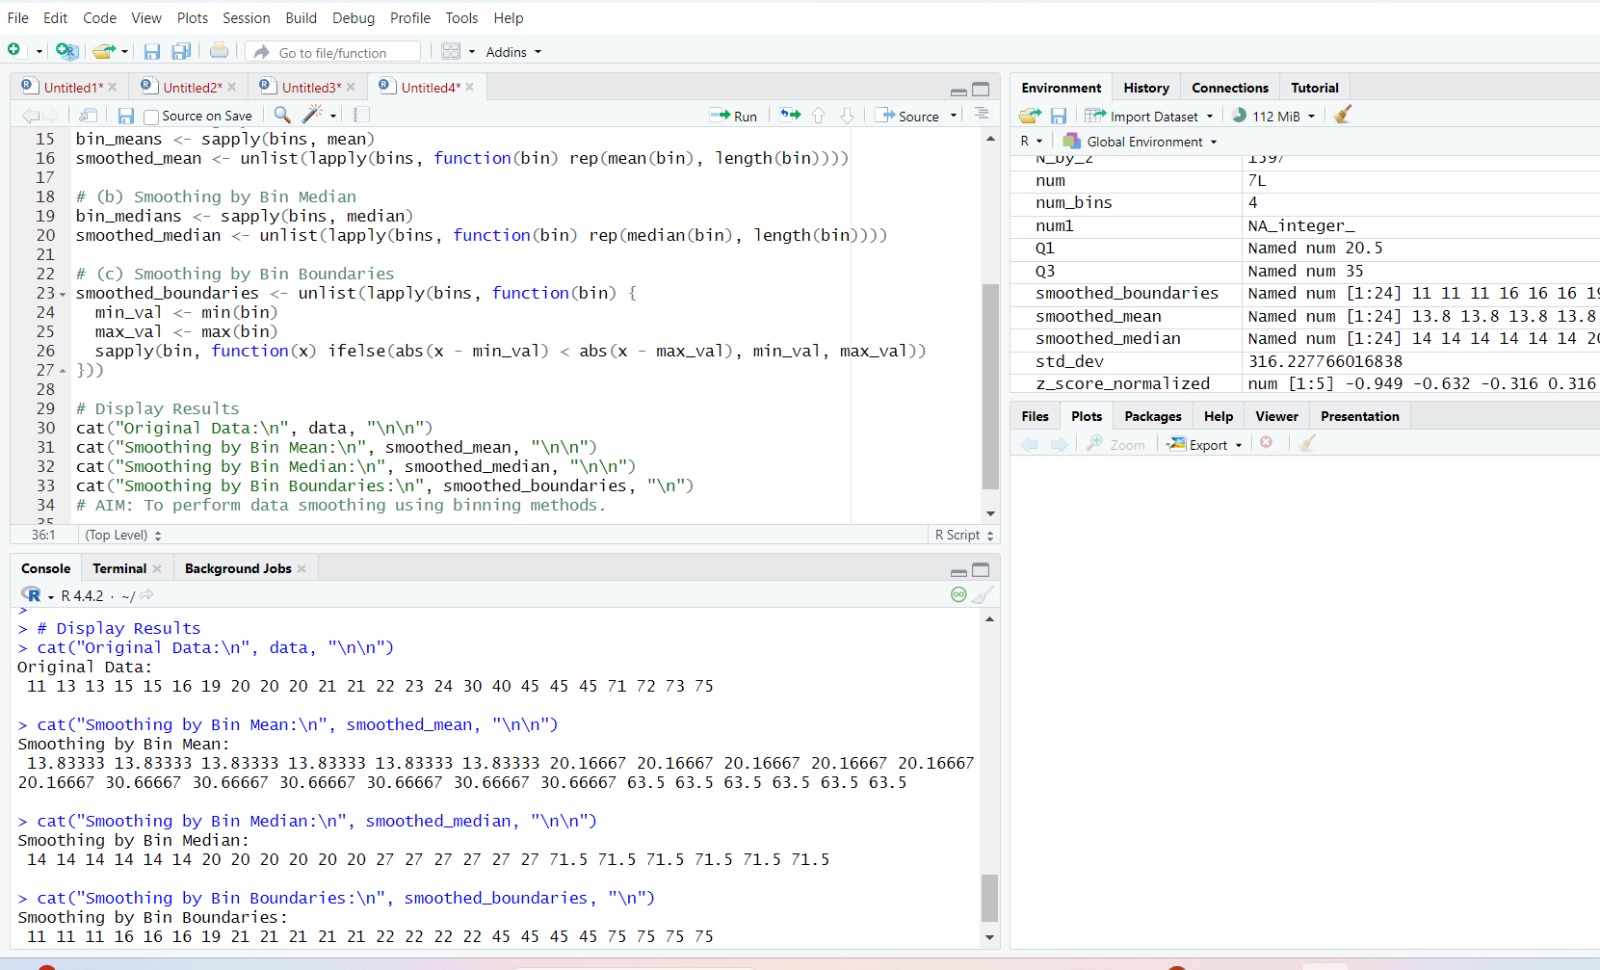 File Edit Code View Plots Session Build Debug Profile Tools Help
Go to file/function Addins
Untitled1* Untitled2* Untitled3* Untitled4*
Source on Save Run Source
15 bin_means <- sapply(bins, mean)
16 smoothed_mean <- unlist(lapply(bins, function(bin) rep(mean(bin), length(bin))))
17
18 # (b) Smoothing by Bin Median
19 bin_medians <- sapply(bins, median)
20 smoothed_median <- unlist(lapply(bins, function(bin) rep(median(bin), length(bin))))
21
22 # (c) Smoothing by Bin Boundaries
23 smoothed_boundaries <- unlist(lapply(bins, function(bin) {
24 min_val <- min(bin)
25 max_val <- max(bin)
26 sapply(bin, function(x) ifelse(abs(x - min_val) < abs(x - max_val), min_val, max_val))
27 }))
28
29 # Display Results
30 cat("Original Data:\n", data, "\n\n")
31 cat("Smoothing by Bin Mean:\n", smoothed_mean, "\n\n")
32 cat("Smoothing by Bin Median:\n", smoothed_median, "\n\n")
33 cat("Smoothing by Bin Boundaries:\n", smoothed_boundaries, "\n")
34 # AIM: To perform data smoothing using binning methods.
35
36:1 (Top Level) R Script
Console Terminal Background Jobs
R 4.4.2 · ~/
>
> # Display Results
> cat("Original Data:\n", data, "\n\n")
Original Data:
11 13 13 15 15 16 19 20 20 20 21 21 22 23 24 30 40 45 45 45 71 72 73 75
> cat("Smoothing by Bin Mean:\n", smoothed_mean, "\n\n")
Smoothing by Bin Mean:
13.83333 13.83333 13.83333 13.83333 13.83333 13.83333 20.16667 20.16667 20.16667 20.16667 20.16667
20.16667 30.66667 30.66667 30.66667 30.66667 30.66667 30.66667 63.5 63.5 63.5 63.5 63.5 63.5
> cat("Smoothing by Bin Median:\n", smoothed_median, "\n\n")
Smoothing by Bin Median:
14 14 14 14 14 14 20 20 20 20 20 20 27 27 27 27 27 27 71.5 71.5 71.5 71.5 71.5 71.5
> cat("Smoothing by Bin Boundaries:\n", smoothed_boundaries, "\n")
Smoothing by Bin Boundaries:
11 11 11 16 16 16 19 21 21 21 21 21 22 22 22 22 45 45 45 45 75 75 75 75
Environment History Connections Tutorial
Import Dataset 112 MiB
R Global Environment
N_by_2 1597
num 7L
num_bins 4
num1 NA_integer_
Q1 Named num 20.5
Q3 Named num 35
smoothed_boundaries Named num [1:24] 11 11 11 16 16 16 19
smoothed_mean Named num [1:24] 13.8 13.8 13.8 13.8
smoothed_median Named num [1:24] 14 14 14 14 14 14 20
std_dev 316.227766016838
z_score_normalized num [1:5] -0.949 -0.632 -0.316 0.316
Files Plots Packages Help Viewer Presentation
Zoom Export